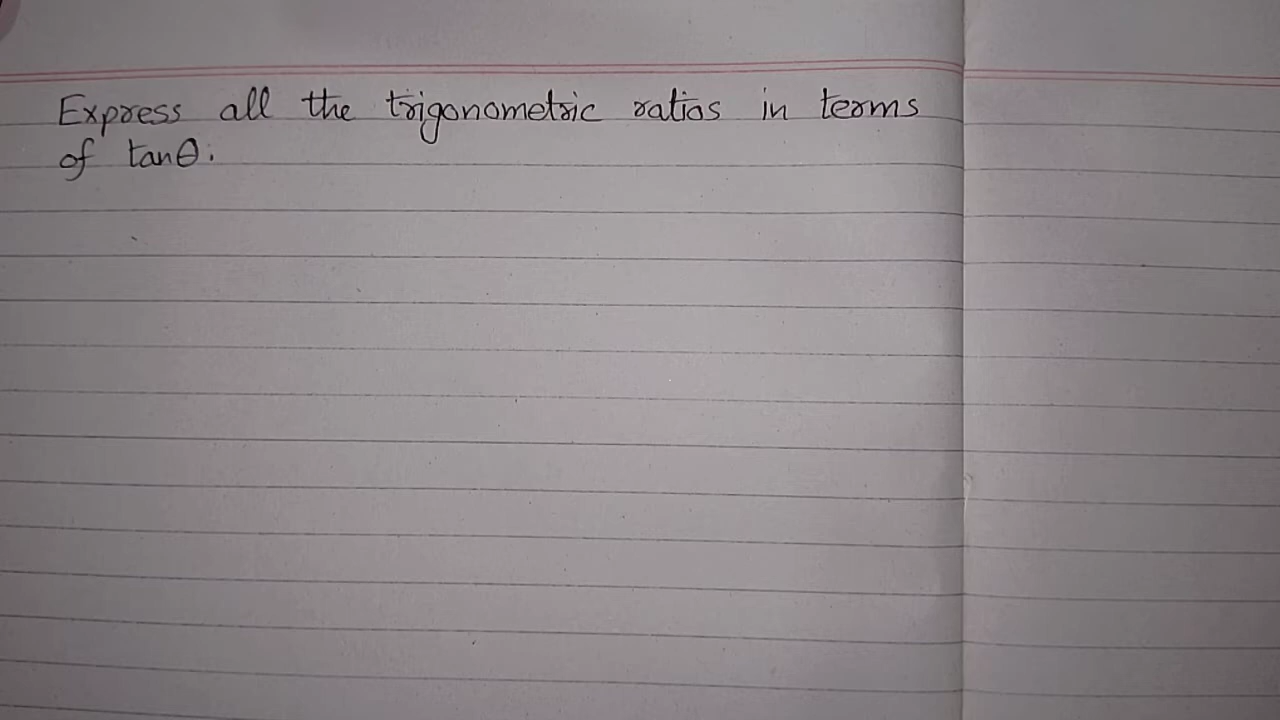 Express all the trigonometric ratios in terms
of tanθ.